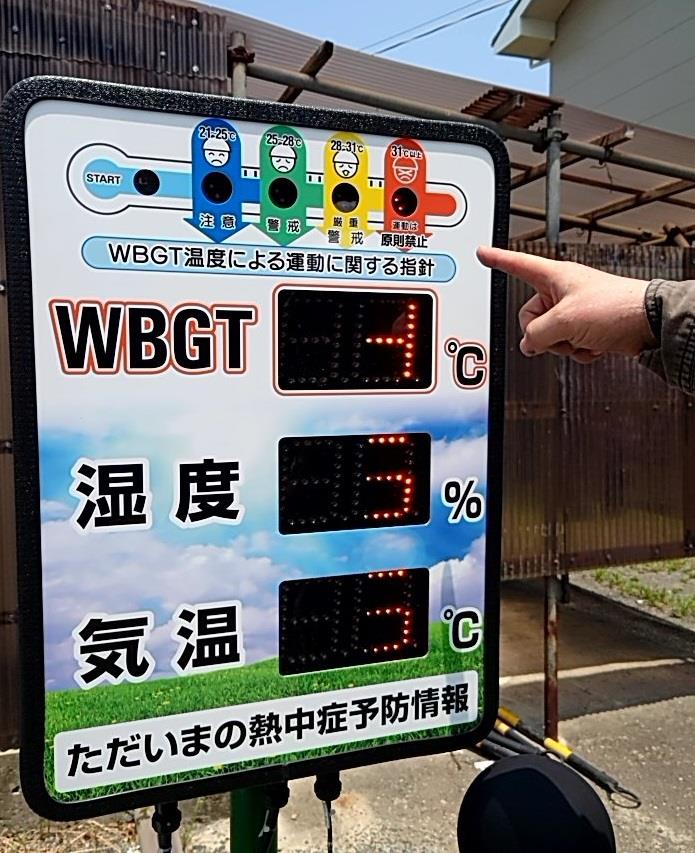 21~25℃ 25~28℃ 28~31℃ 31℃以上
START
注意 警戒 厳重警戒 運動は原則禁止
WBGT温度による運動に関する指針
WBGT ℃
湿度 %
気温 ℃
ただいまの熱中症予防情報